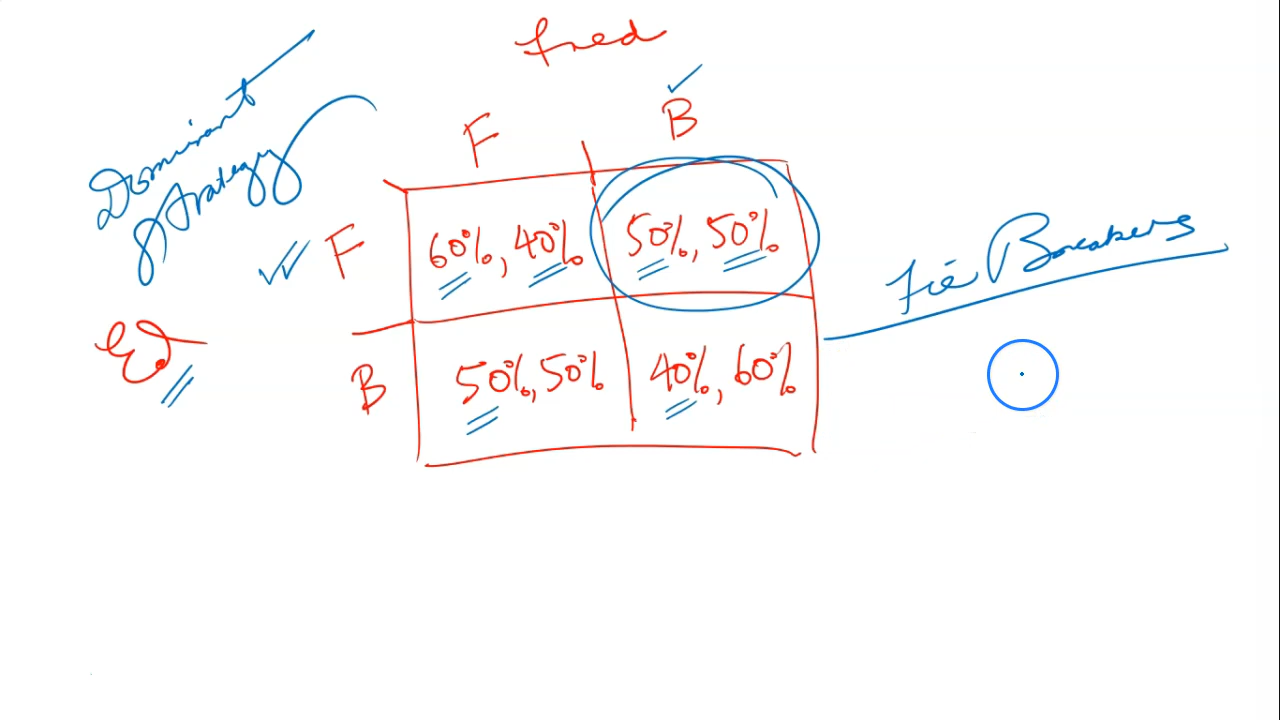 Fred
F B
Dominant
Strategy
F 60%, 40% 50%, 50%
Tie Breakers
Ed
B 50%, 50% 40%, 60%